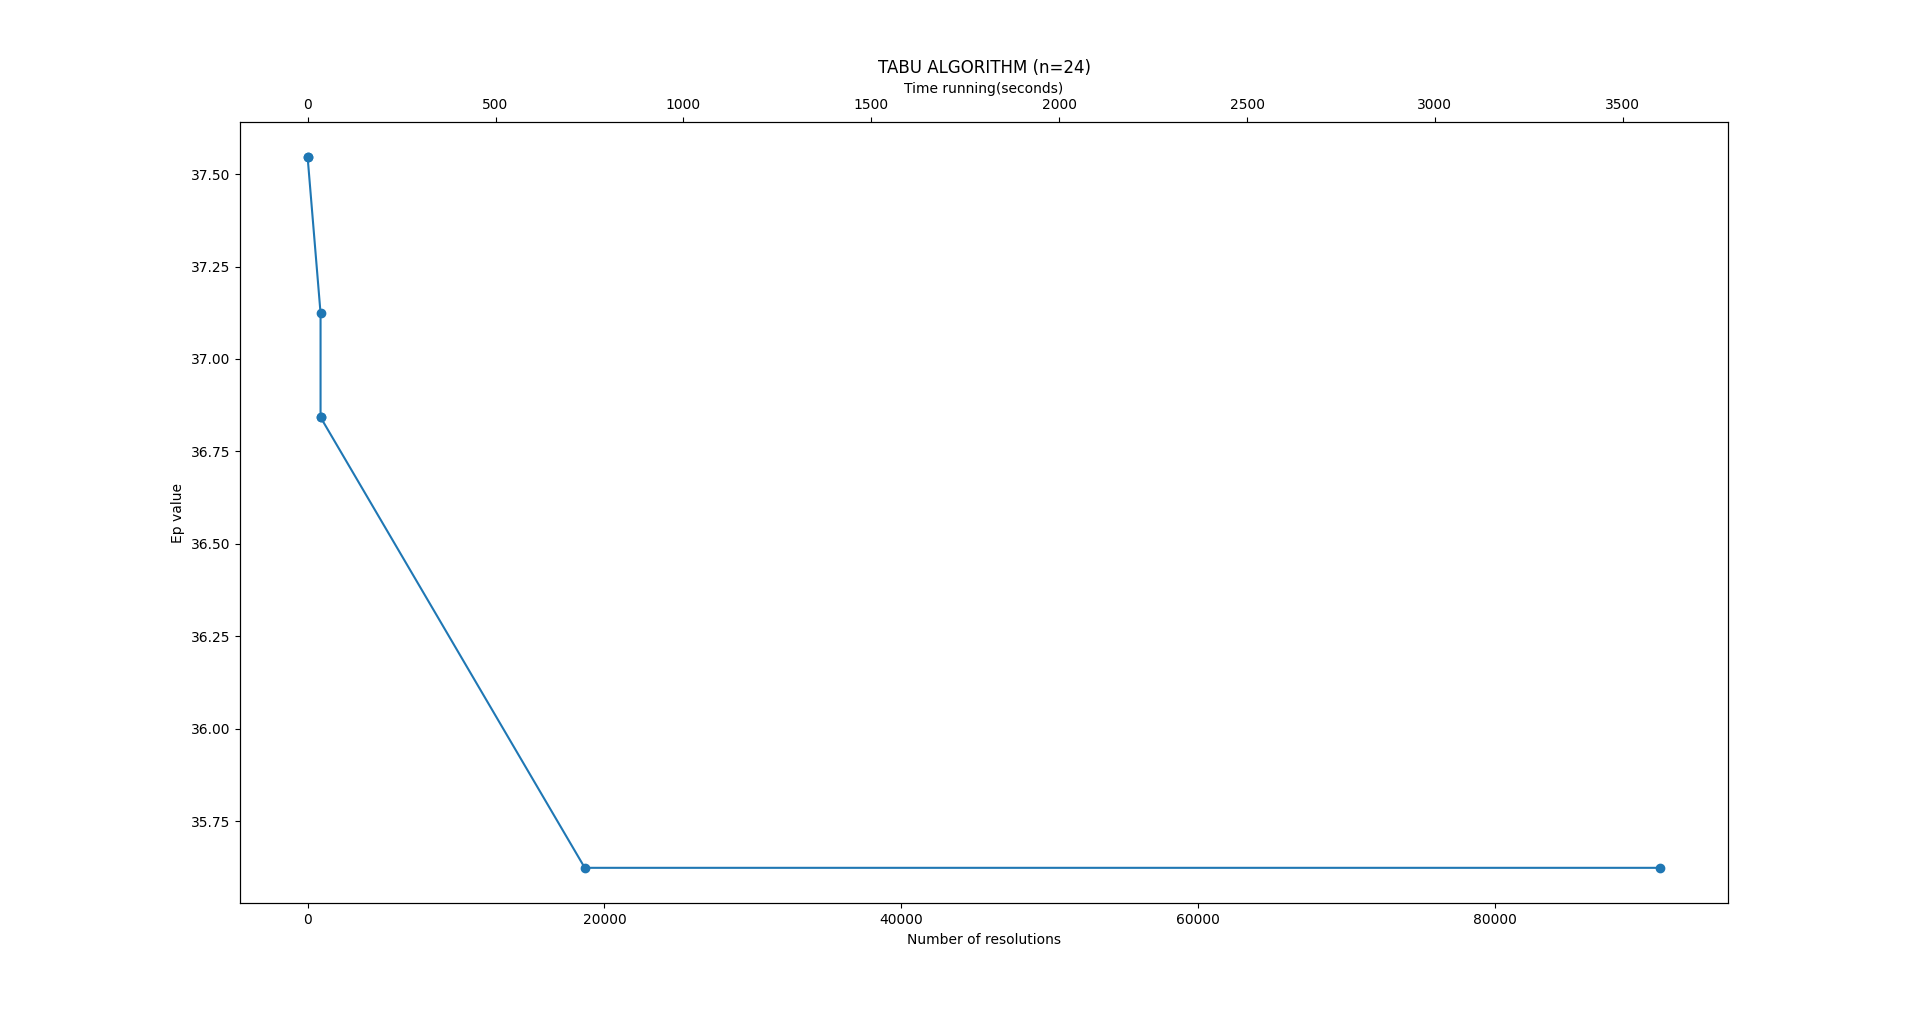 TABU ALGORITHM (n=24)
Time running(seconds)
0 500 1000 1500 2000 2500 3000 3500
37.50
37.25
37.00
36.75
36.50
36.25
36.00
35.75
Ep value
0 20000 40000 60000 80000
Number of resolutions